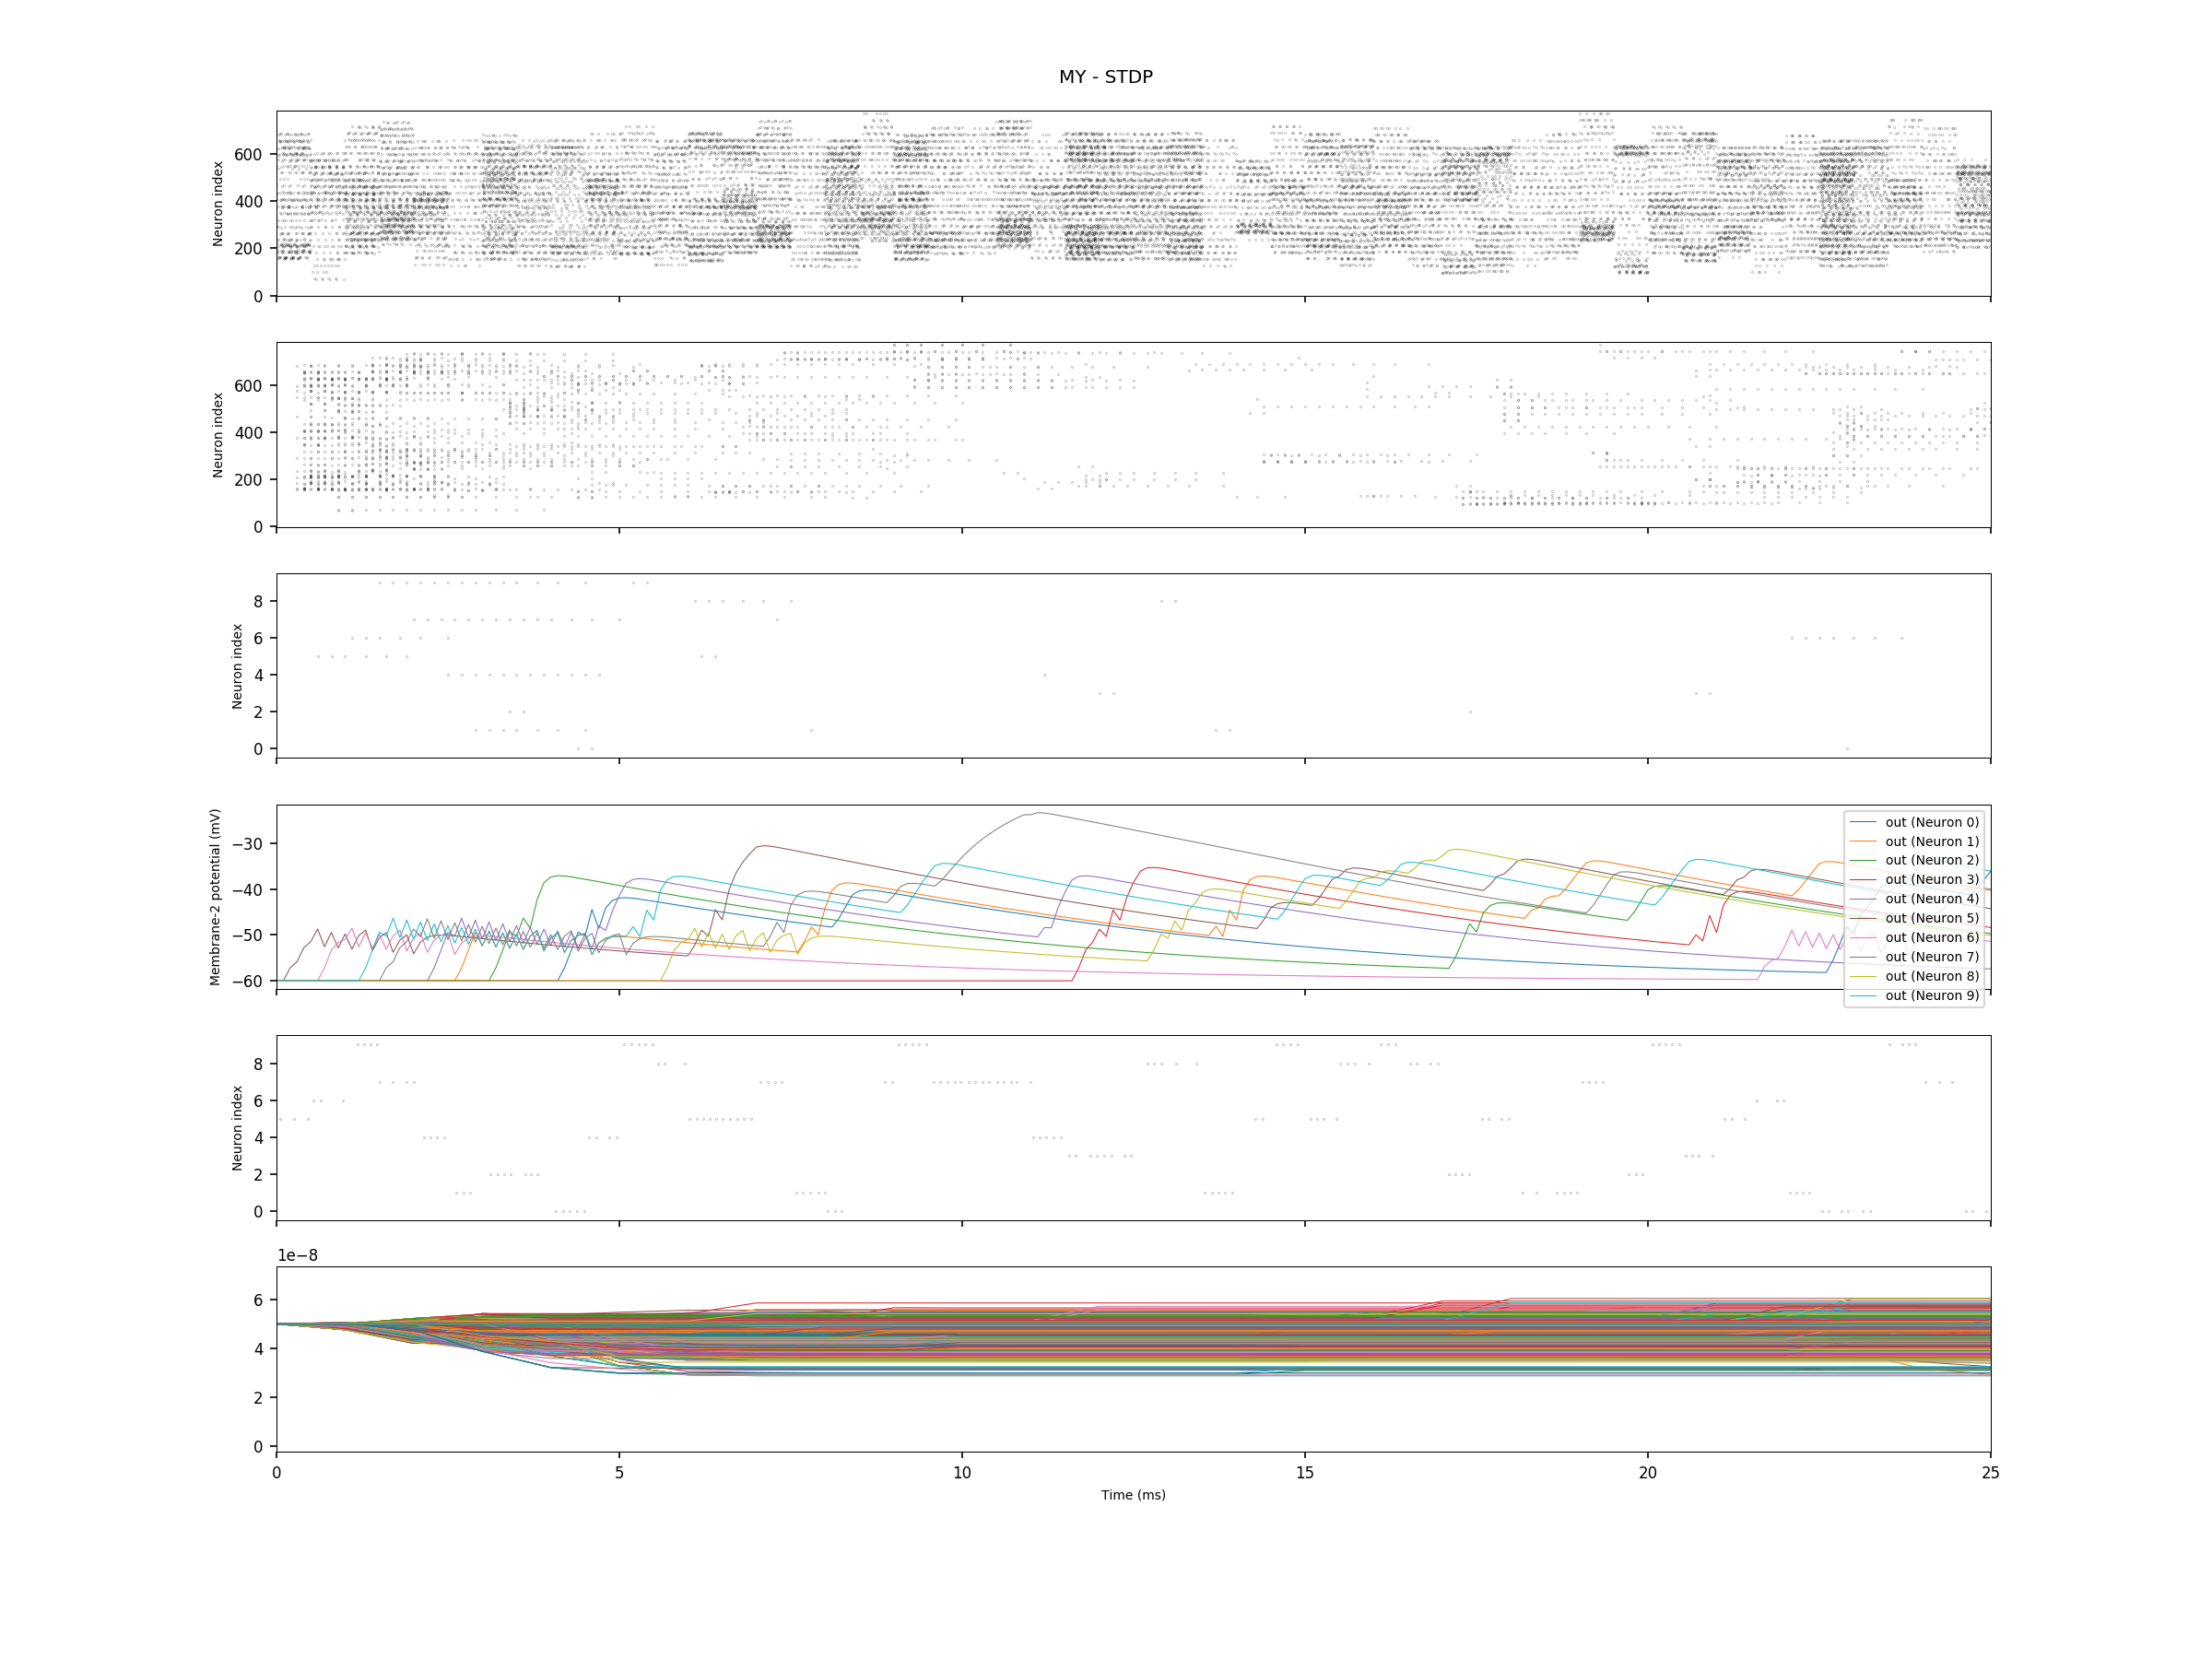 MY - STDP
Neuron index
600
400
200
0
Neuron index
600
400
200
0
Neuron index
8
6
4
2
0
Membrane-2 potential (mV)
−30
−40
−50
−60
out (Neuron 0)
out (Neuron 1)
out (Neuron 2)
out (Neuron 3)
out (Neuron 4)
out (Neuron 5)
out (Neuron 6)
out (Neuron 7)
out (Neuron 8)
out (Neuron 9)
Neuron index
8
6
4
2
0
1e−8
6
4
2
0
0 5 10 15 20 25
Time (ms)